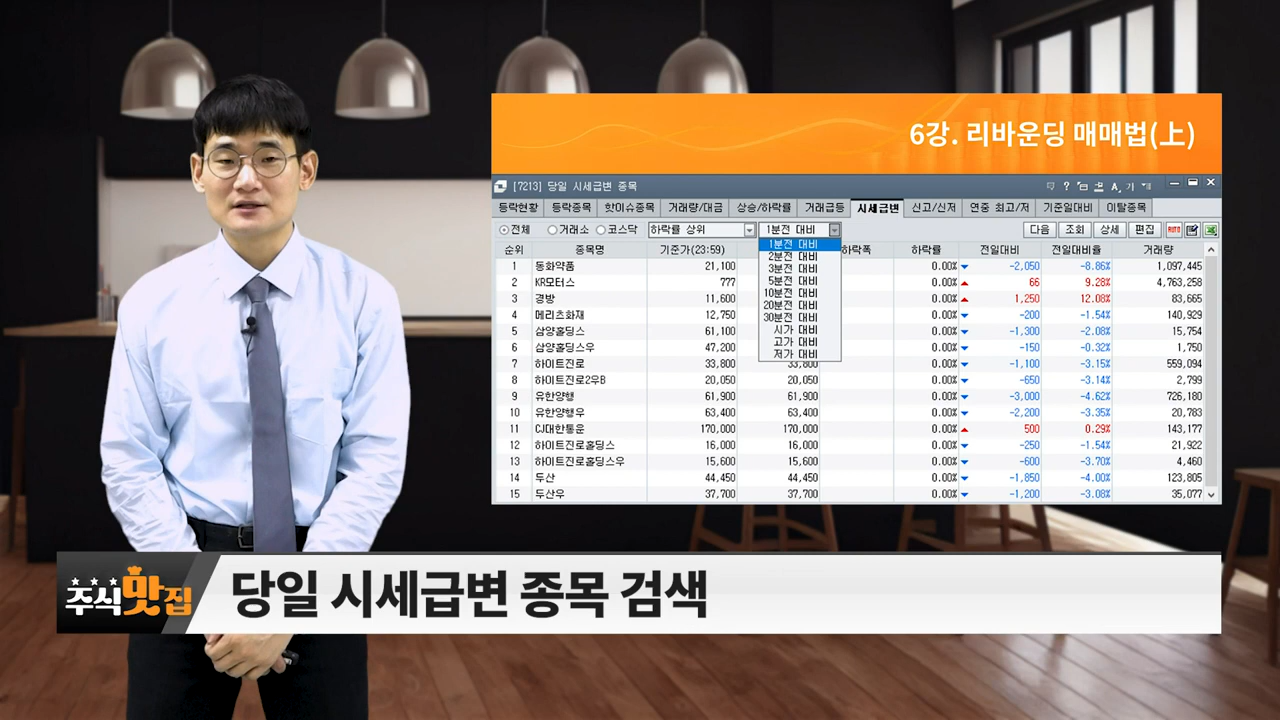 6강. 리바운딩 매매법(上)
[7213] 당일 시세급변 종목
등락현황 등락종목 핫이슈종목 거래량/대금 상승/하락률 거래급등 시세급변 신고/신저 연중 최고/저 기준일대비 이탈종목
전체 거래소 코스닥 하락률 상위 1분전 대비 다음 조회 상세 편집 AUTO
1분전 대비
2분전 대비
3분전 대비
5분전 대비
10분전 대비
20분전 대비
30분전 대비
시가 대비
고가 대비
저가 대비
순위 종목명 기준가(23:59) 하락폭 하락률 전일대비 전일대비율 거래량
1 동화약품 21,100 0.00% -2,050 -8.86% 1,097,445
2 KR모터스 777 0.00% 66 9.28% 4,763,258
3 경방 11,600 0.00% 1,250 12.08% 83,665
4 메리츠화재 12,750 0.00% -200 -1.54% 140,929
5 삼양홀딩스 61,100 0.00% -1,300 -2.08% 15,754
6 삼양홀딩스우 47,200 0.00% -150 -0.32% 1,750
7 하이트진로 33,800 33,800 0.00% -1,100 -3.15% 559,094
8 하이트진로2우B 20,050 20,050 0.00% -650 -3.14% 2,799
9 유한양행 61,900 61,900 0.00% -3,000 -4.62% 726,180
10 유한양행우 63,400 63,400 0.00% -2,200 -3.35% 20,783
11 CJ대한통운 170,000 170,000 0.00% 500 0.29% 143,177
12 하이트진로홀딩스 16,000 16,000 0.00% -250 -1.54% 21,922
13 하이트진로홀딩스우 15,600 15,600 0.00% -600 -3.70% 4,460
14 두산 44,450 44,450 0.00% -1,850 -4.00% 123,805
15 두산우 37,700 37,700 0.00% -1,200 -3.08% 35,077
주식맛집 당일 시세급변 종목 검색